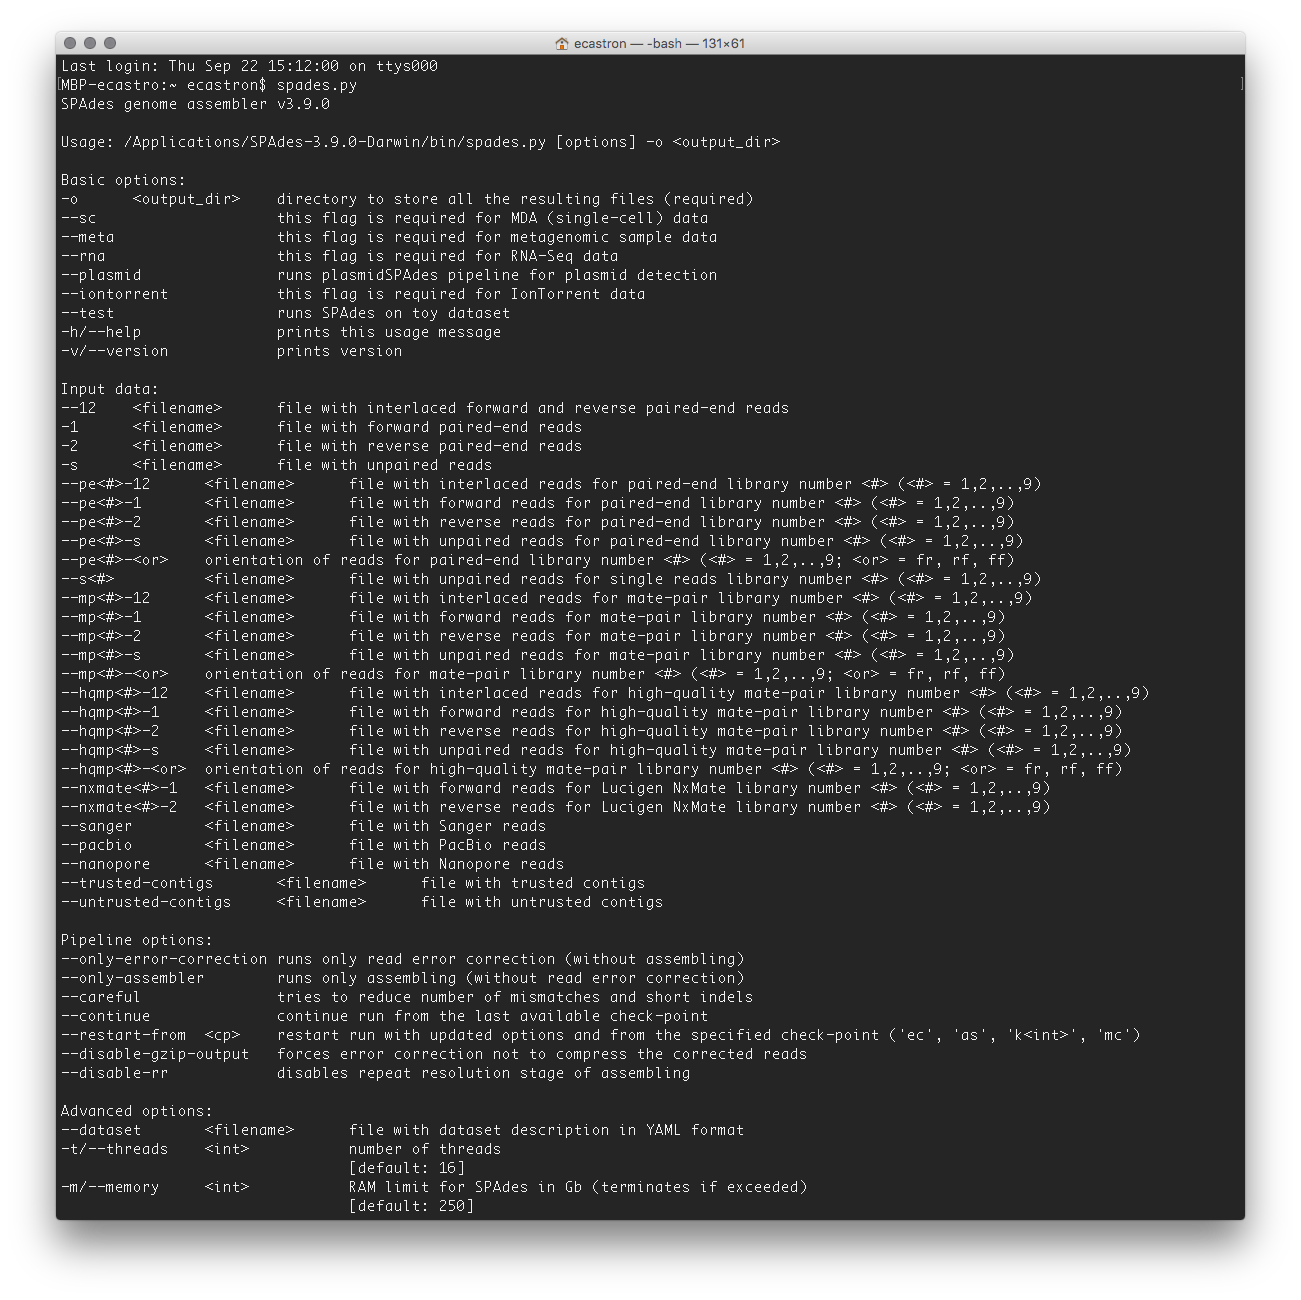 ecastron — -bash — 131×61
Last login: Thu Sep 22 15:12:00 on ttys000
[MBP-ecastro:~ ecastron$ spades.py ]
SPAdes genome assembler v3.9.0
Usage: /Applications/SPAdes-3.9.0-Darwin/bin/spades.py [options] -o <output_dir>
Basic options:
-o <output_dir> directory to store all the resulting files (required)
--sc this flag is required for MDA (single-cell) data
--meta this flag is required for metagenomic sample data
--rna this flag is required for RNA-Seq data
--plasmid runs plasmidSPAdes pipeline for plasmid detection
--iontorrent this flag is required for IonTorrent data
--test runs SPAdes on toy dataset
-h/--help prints this usage message
-v/--version prints version
Input data:
--12 <filename> file with interlaced forward and reverse paired-end reads
-1 <filename> file with forward paired-end reads
-2 <filename> file with reverse paired-end reads
-s <filename> file with unpaired reads
--pe<#>-12 <filename> file with interlaced reads for paired-end library number <#> (<#> = 1,2,..,9)
--pe<#>-1 <filename> file with forward reads for paired-end library number <#> (<#> = 1,2,..,9)
--pe<#>-2 <filename> file with reverse reads for paired-end library number <#> (<#> = 1,2,..,9)
--pe<#>-s <filename> file with unpaired reads for paired-end library number <#> (<#> = 1,2,..,9)
--pe<#>-<or> orientation of reads for paired-end library number <#> (<#> = 1,2,..,9; <or> = fr, rf, ff)
--s<#> <filename> file with unpaired reads for single reads library number <#> (<#> = 1,2,..,9)
--mp<#>-12 <filename> file with interlaced reads for mate-pair library number <#> (<#> = 1,2,..,9)
--mp<#>-1 <filename> file with forward reads for mate-pair library number <#> (<#> = 1,2,..,9)
--mp<#>-2 <filename> file with reverse reads for mate-pair library number <#> (<#> = 1,2,..,9)
--mp<#>-s <filename> file with unpaired reads for mate-pair library number <#> (<#> = 1,2,..,9)
--mp<#>-<or> orientation of reads for mate-pair library number <#> (<#> = 1,2,..,9; <or> = fr, rf, ff)
--hqmp<#>-12 <filename> file with interlaced reads for high-quality mate-pair library number <#> (<#> = 1,2,..,9)
--hqmp<#>-1 <filename> file with forward reads for high-quality mate-pair library number <#> (<#> = 1,2,..,9)
--hqmp<#>-2 <filename> file with reverse reads for high-quality mate-pair library number <#> (<#> = 1,2,..,9)
--hqmp<#>-s <filename> file with unpaired reads for high-quality mate-pair library number <#> (<#> = 1,2,..,9)
--hqmp<#>-<or> orientation of reads for high-quality mate-pair library number <#> (<#> = 1,2,..,9; <or> = fr, rf, ff)
--nxmate<#>-1 <filename> file with forward reads for Lucigen NxMate library number <#> (<#> = 1,2,..,9)
--nxmate<#>-2 <filename> file with reverse reads for Lucigen NxMate library number <#> (<#> = 1,2,..,9)
--sanger <filename> file with Sanger reads
--pacbio <filename> file with PacBio reads
--nanopore <filename> file with Nanopore reads
--trusted-contigs <filename> file with trusted contigs
--untrusted-contigs <filename> file with untrusted contigs
Pipeline options:
--only-error-correction runs only read error correction (without assembling)
--only-assembler runs only assembling (without read error correction)
--careful tries to reduce number of mismatches and short indels
--continue continue run from the last available check-point
--restart-from <cp> restart run with updated options and from the specified check-point ('ec', 'as', 'k<int>', 'mc')
--disable-gzip-output forces error correction not to compress the corrected reads
--disable-rr disables repeat resolution stage of assembling
Advanced options:
--dataset <filename> file with dataset description in YAML format
-t/--threads <int> number of threads
[default: 16]
-m/--memory <int> RAM limit for SPAdes in Gb (terminates if exceeded)
[default: 250]